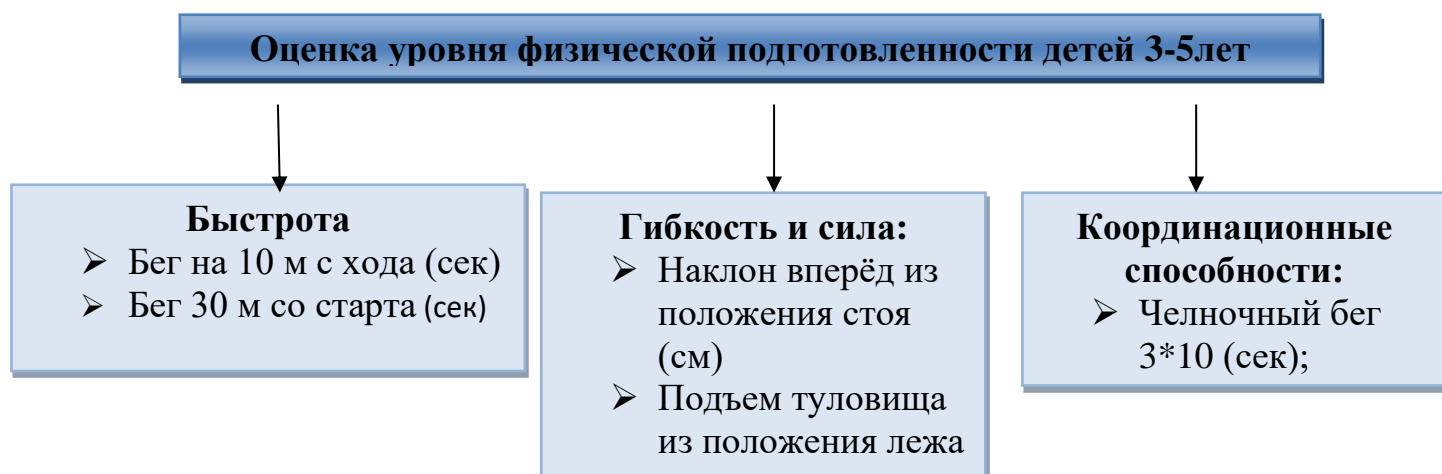 Оценка уровня физической подготовленности детей 3-5лет
Быстрота
➢ Бег на 10 м с хода (сек)
➢ Бег 30 м со старта (сек)
Гибкость и сила:
➢ Наклон вперёд из
положения стоя
(см)
➢ Подъем туловища
из положения лежа
Координационные
способности:
➢ Челночный бег
3*10 (сек);